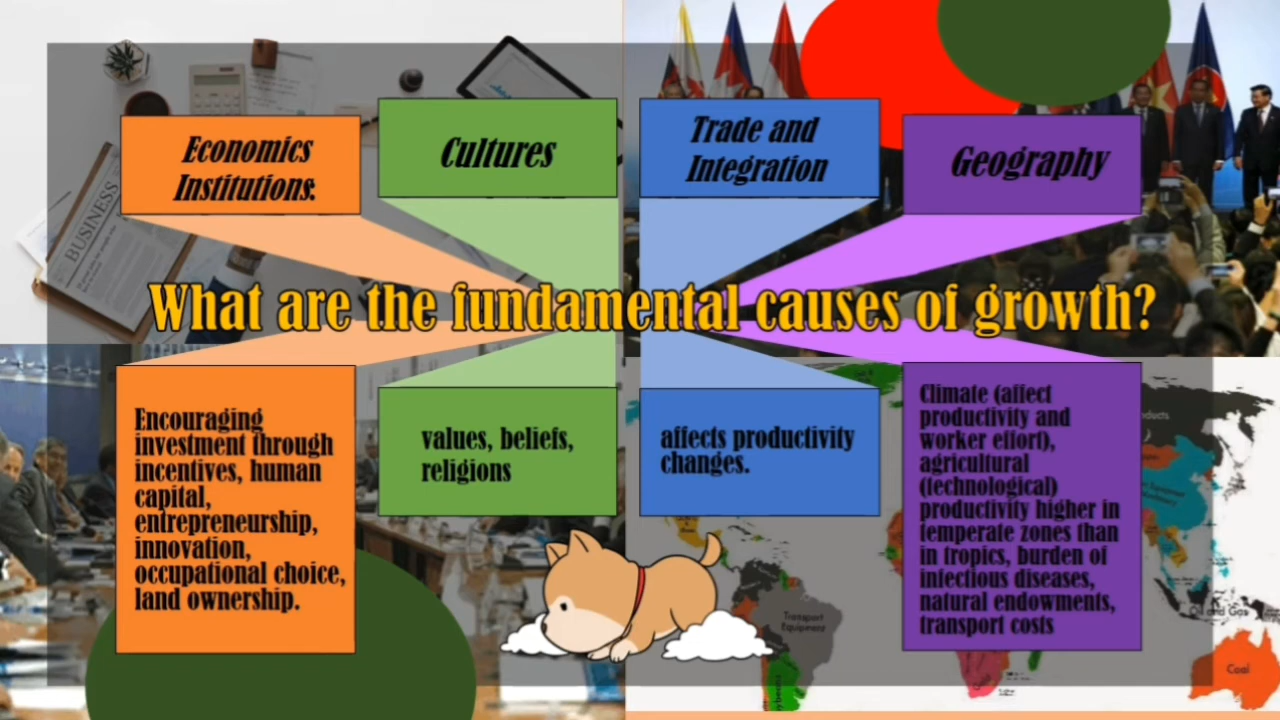 Economics
Institutions:
Cultures
Trade and
Integration
Geography
BUSINESS
What are the fundamental causes of growth?
Encouraging
investment through
incentives, human
capital,
entrepreneurship,
innovation,
occupational choice,
land ownership.
values, beliefs,
religions
affects productivity
changes.
Climate (affect
productivity and
worker effort),
agricultural
(technological)
productivity higher in
temperate zones than
in tropics, burden of
infectious diseases,
natural endowments,
transport costs
Transport
Equipment
Oil and Gas
Coal